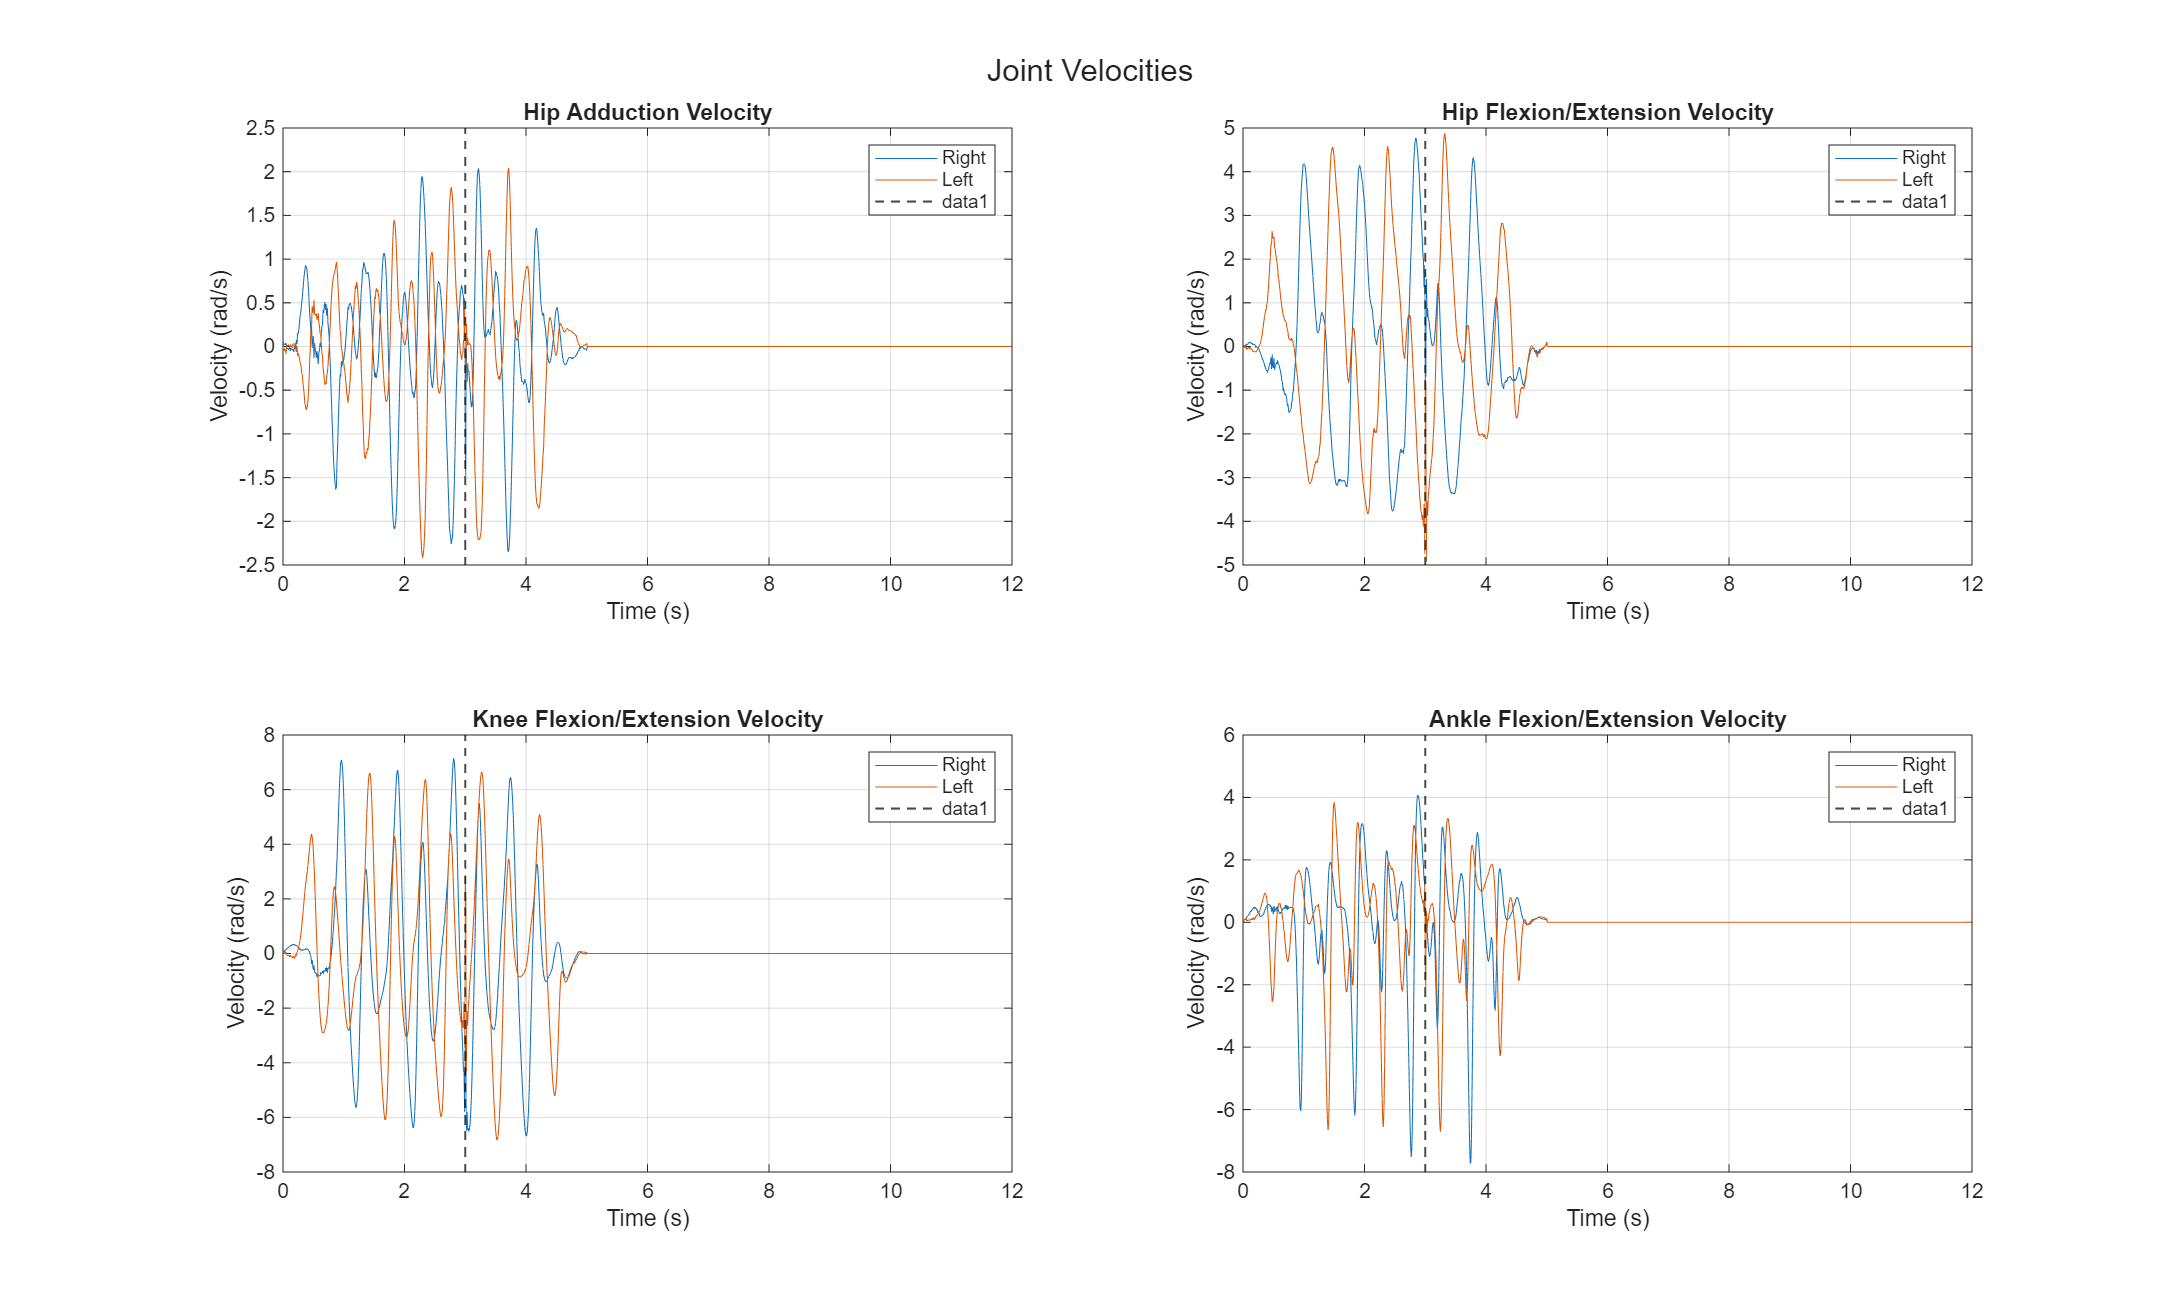 Joint Velocities
Hip Adduction Velocity
2.5
2
1.5
1
0.5
0
-0.5
-1
-1.5
-2
-2.5
Velocity (rad/s)
0 2 4 6 8 10 12
Time (s)
Right
Left
data1
Hip Flexion/Extension Velocity
5
4
3
2
1
0
-1
-2
-3
-4
-5
Velocity (rad/s)
0 2 4 6 8 10 12
Time (s)
Right
Left
data1
Knee Flexion/Extension Velocity
8
6
4
2
0
-2
-4
-6
-8
Velocity (rad/s)
0 2 4 6 8 10 12
Time (s)
Right
Left
data1
Ankle Flexion/Extension Velocity
6
4
2
0
-2
-4
-6
-8
Velocity (rad/s)
0 2 4 6 8 10 12
Time (s)
Right
Left
data1